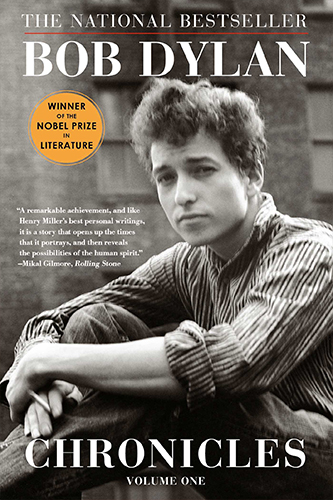 THE NATIONAL BESTSELLER
BOB DYLAN
WINNER
OF THE
NOBEL PRIZE
IN
LITERATURE
“A remarkable achievement, and like
Henry Miller’s best personal writings,
it is a story that opens up the times
that it portrays, and then reveals
the possibilities of the human spirit.”
–Mikal Gilmore, Rolling Stone
CHRONICLES
VOLUME ONE